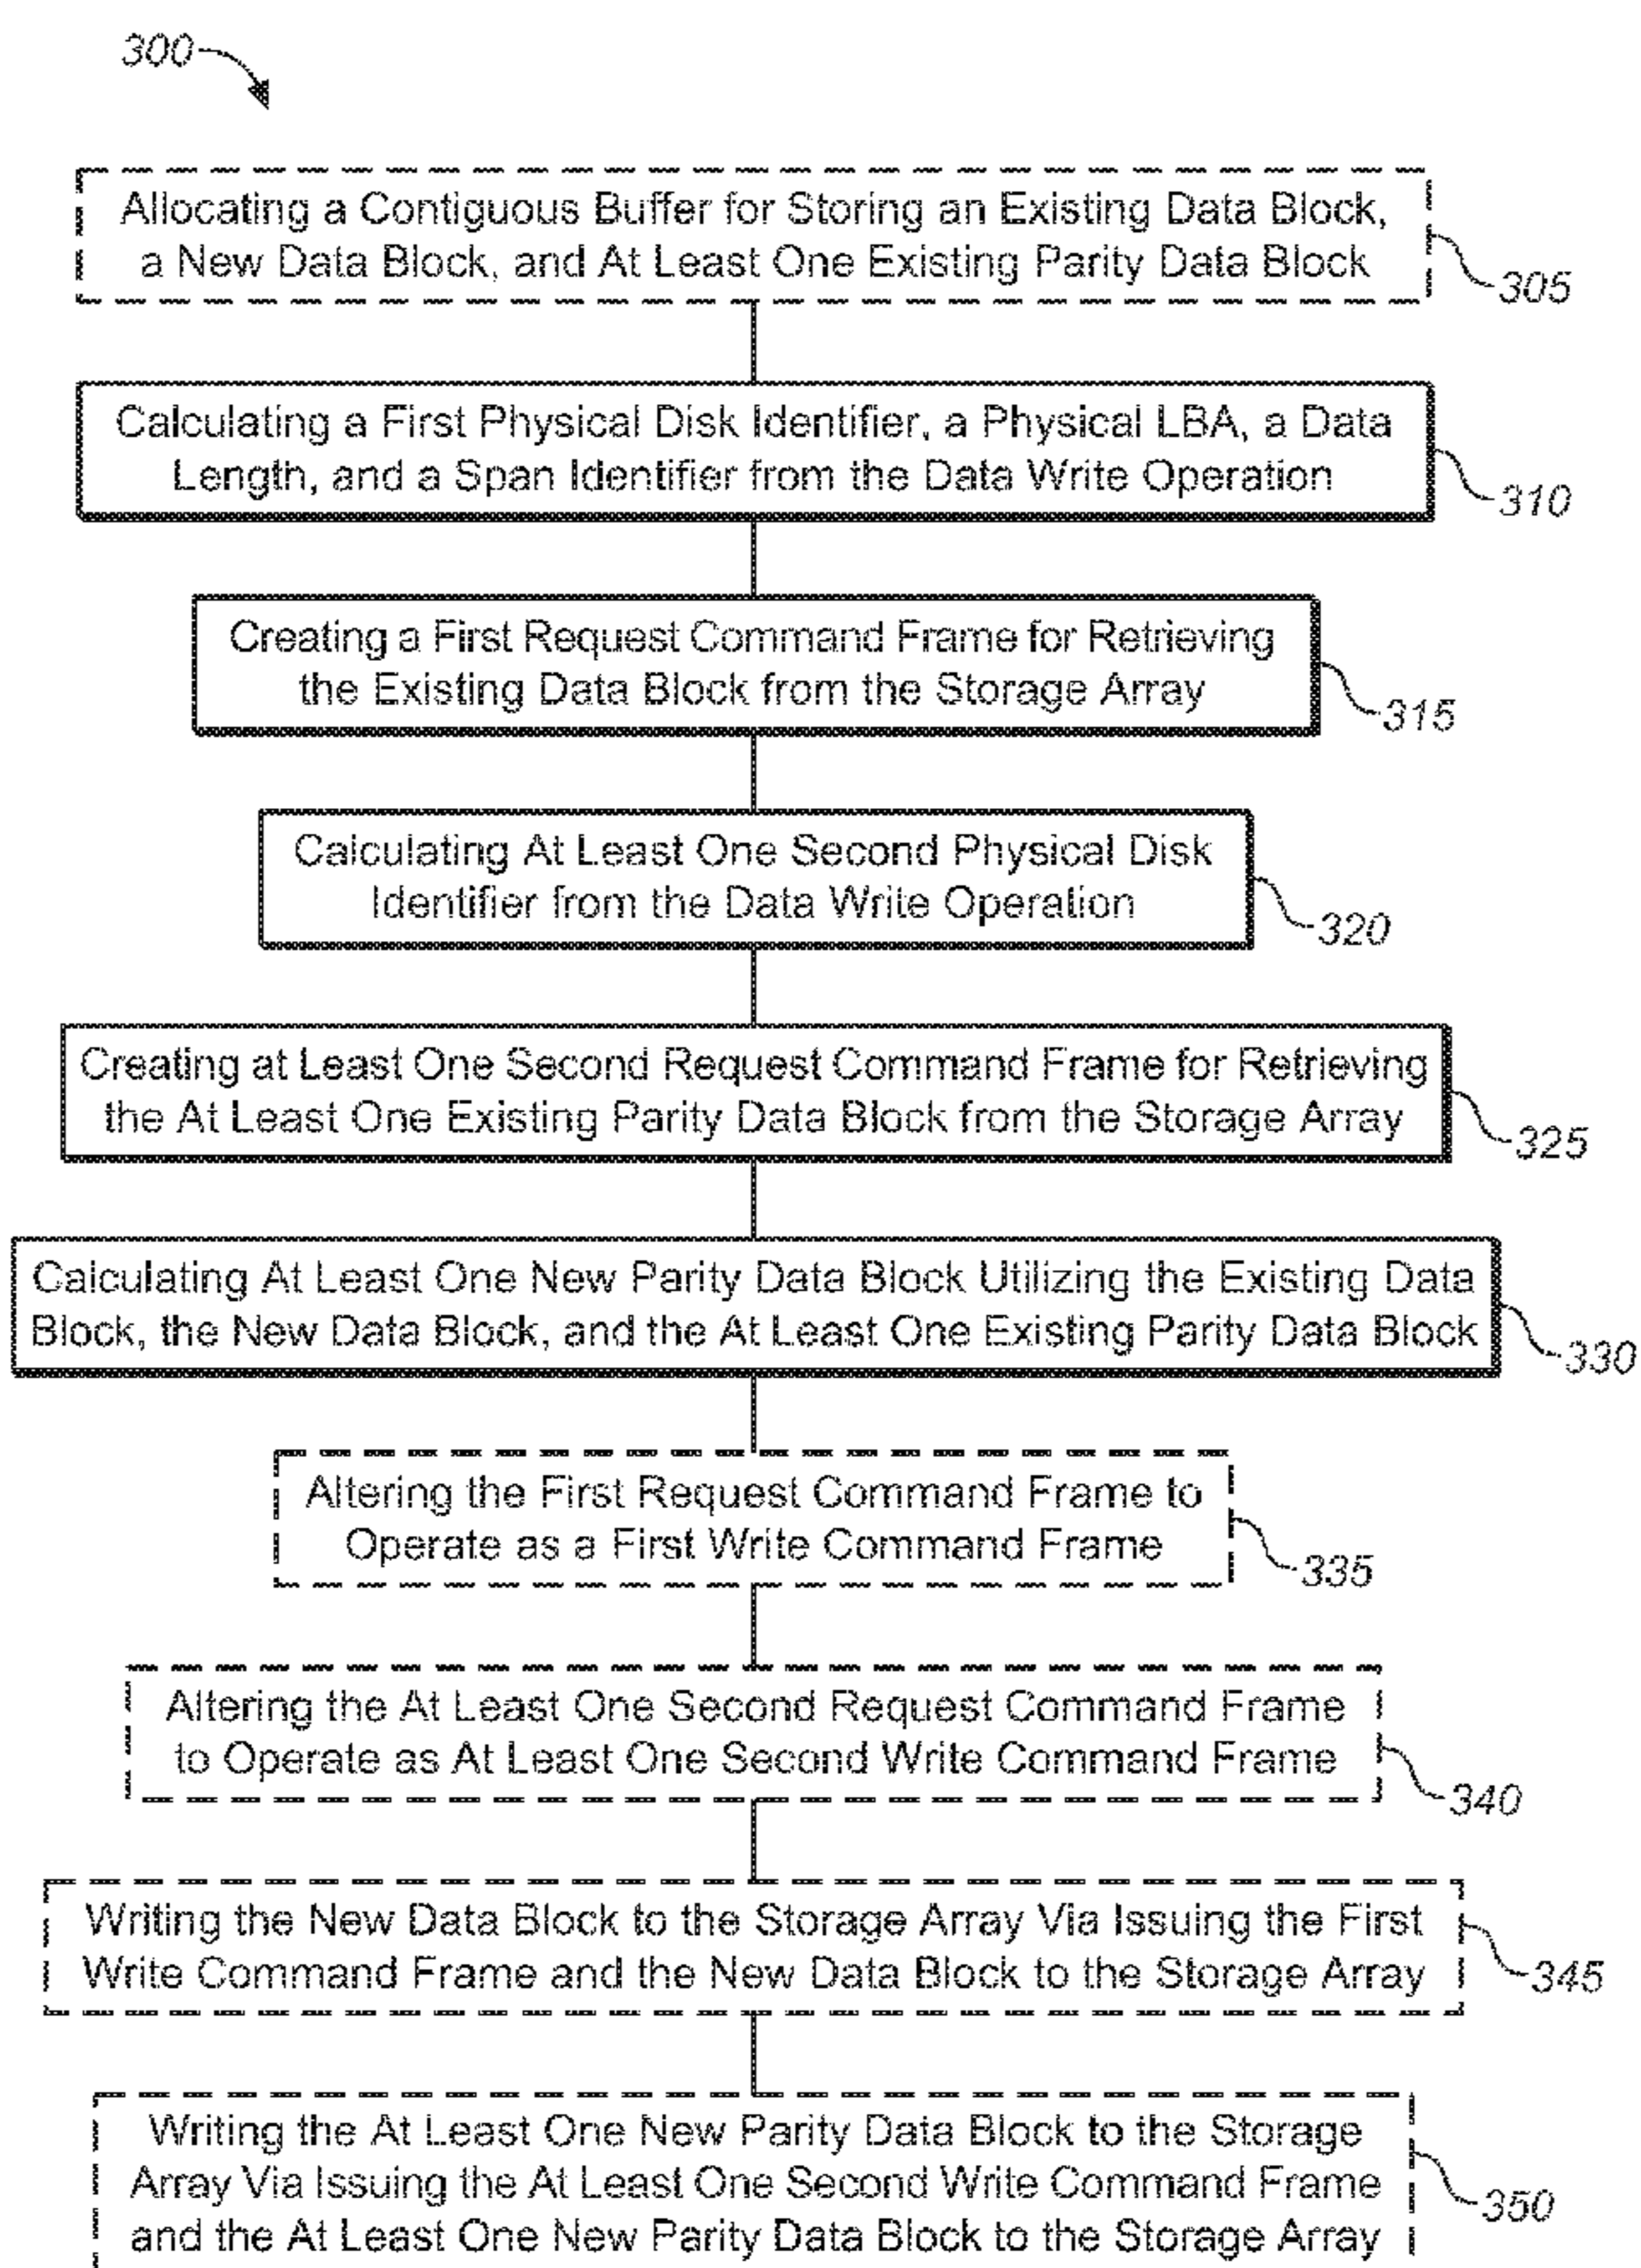 300
Allocating a Contiguous Buffer for Storing an Existing Data Block,
a New Data Block, and At Least One Existing Parity Data Block
305
Calculating a First Physical Disk Identifier, a Physical LBA, a Data
Length, and a Span Identifier from the Data Write Operation
310
Creating a First Request Command Frame for Retrieving
the Existing Data Block from the Storage Array
315
Calculating At Least One Second Physical Disk
Identifier from the Data Write Operation
320
Creating at Least One Second Request Command Frame for Retrieving
the At Least One Existing Parity Data Block from the Storage Array
325
Calculating At Least One New Parity Data Block Utilizing the Existing Data
Block, the New Data Block, and the At Least One Existing Parity Data Block
330
Altering the First Request Command Frame to
Operate as a First Write Command Frame
335
Altering the At Least One Second Request Command Frame
to Operate as At Least One Second Write Command Frame
340
Writing the New Data Block to the Storage Array Via Issuing the First
Write Command Frame and the New Data Block to the Storage Array
345
Writing the At Least One New Parity Data Block to the Storage
Array Via Issuing the At Least One Second Write Command Frame
and the At Least One New Parity Data Block to the Storage Array
350